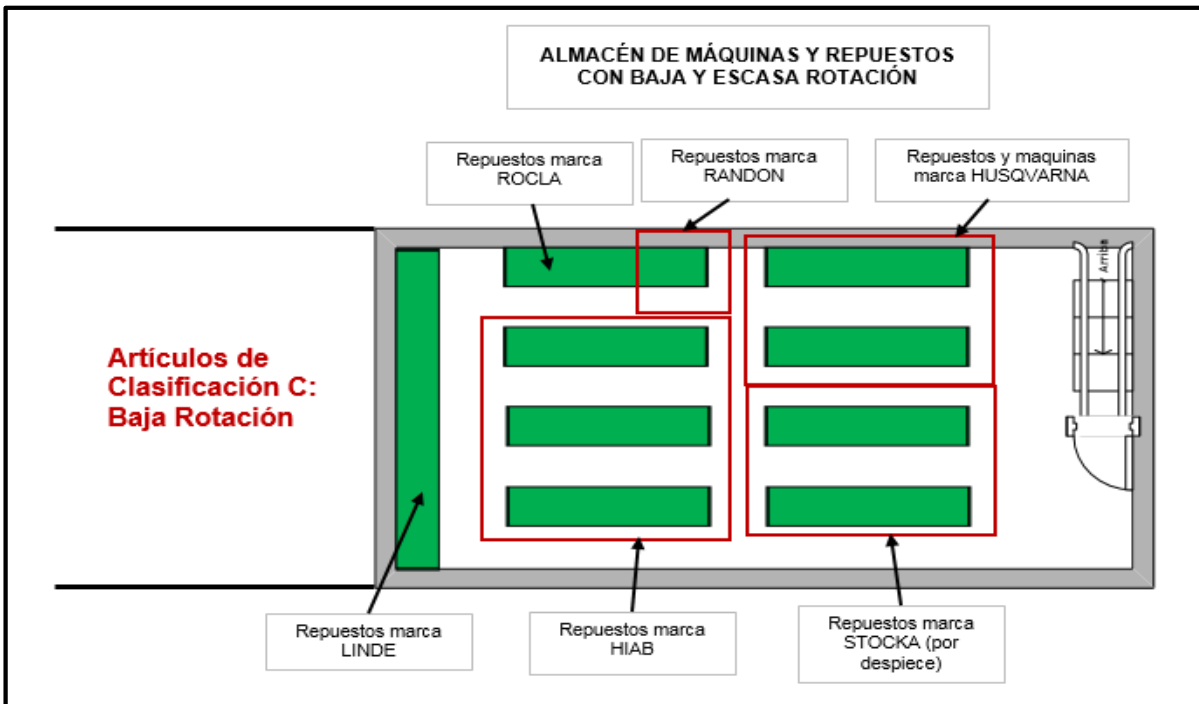 ALMACÉN DE MÁQUINAS Y REPUESTOS
CON BAJA Y ESCASA ROTACIÓN
Repuestos marca
ROCLA
Repuestos marca
RANDON
Repuestos y maquinas
marca HUSQVARNA
Arriba
Artículos de
Clasificación C:
Baja Rotación
Repuestos marca
LINDE
Repuestos marca
HIAB
Repuestos marca
STOCKA (por
despiece)